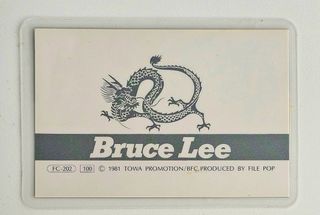 Bruce Lee
FC-202 100 © 1981 TOWA PROMOTION/BFC, PRODUCED BY FILE POP